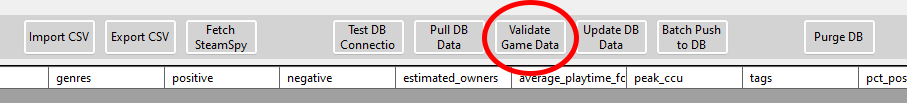 Import CSV
Export CSV
Fetch
SteamSpy
Test DB
Connectio
Pull DB
Data
Validate
Game Data
Update DB
Data
Batch Push
to DB
Purge DB
genres
positive
negative
estimated_owners
average_playtime_fc
peak_ccu
tags
pct_pos